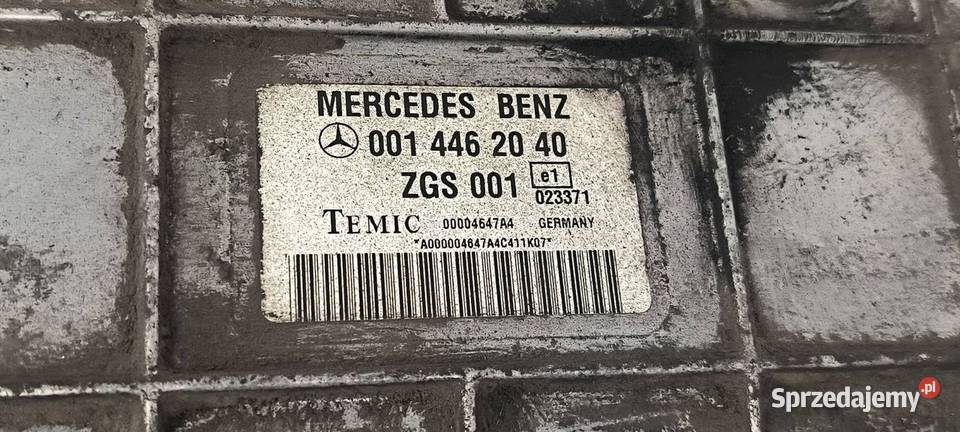 MERCEDES BENZ
001 446 20 40
ZGS 001 e1
023371
TEMIC 00004647A4 GERMANY
*A000004647A4C411K07*
Sprzedajemy.pl